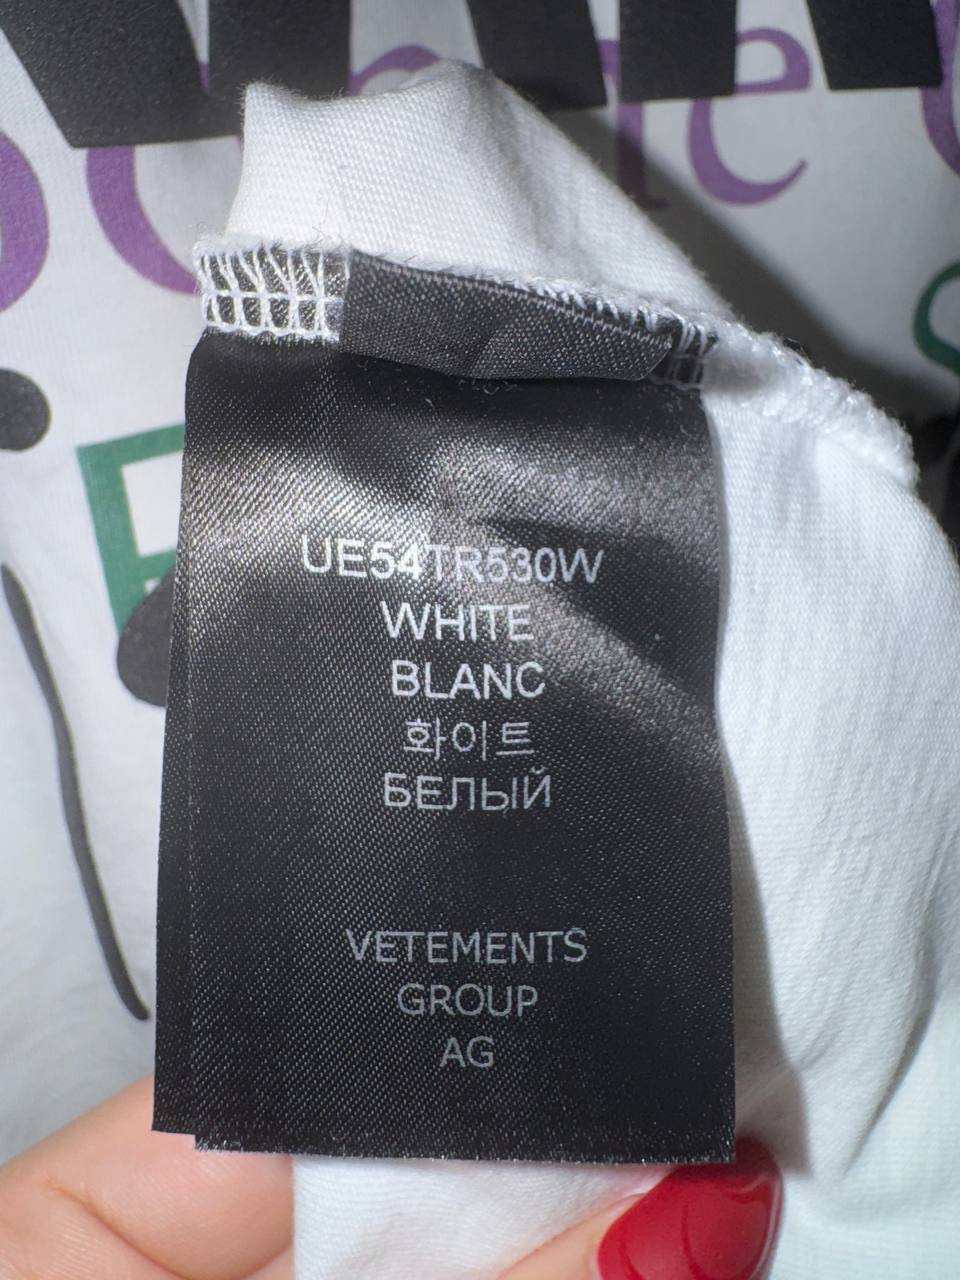 UE54TR530W
WHITE
BLANC
화이트
БЕЛЫЙ
VETEMENTS
GROUP
AG